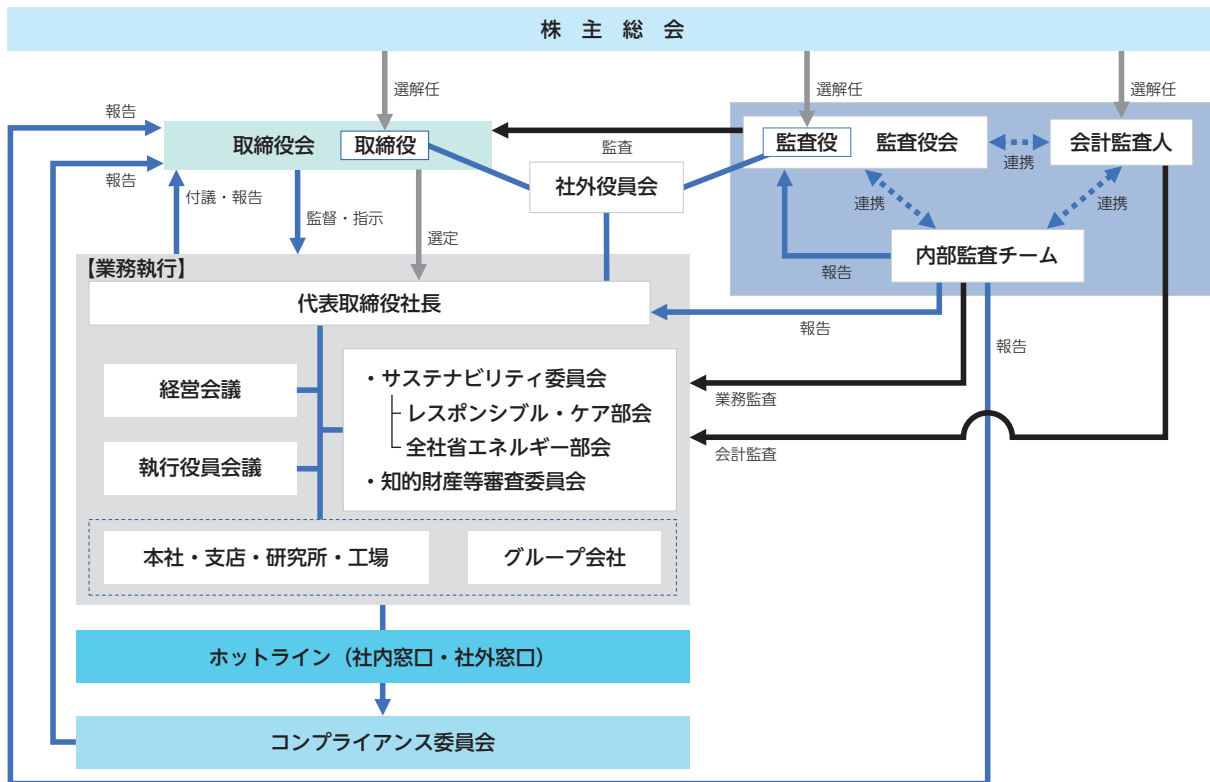 株 主 総 会
選解任
選解任
選解任
報告
取締役会
取締役
監査
監査役
監査役会
連携
会計監査人
報告
社外役員会
付議・報告
監督・指示
選定
連携
連携
内部監査チーム
報告
【業務執行】
代表取締役社長
報告
報告
経営会議
・サステナビリティ委員会
レスポンシブル・ケア部会
全社省エネルギー部会
・知的財産等審査委員会
業務監査
執行役員会議
会計監査
本社・支店・研究所・工場
グループ会社
ホットライン（社内窓口・社外窓口）
コンプライアンス委員会